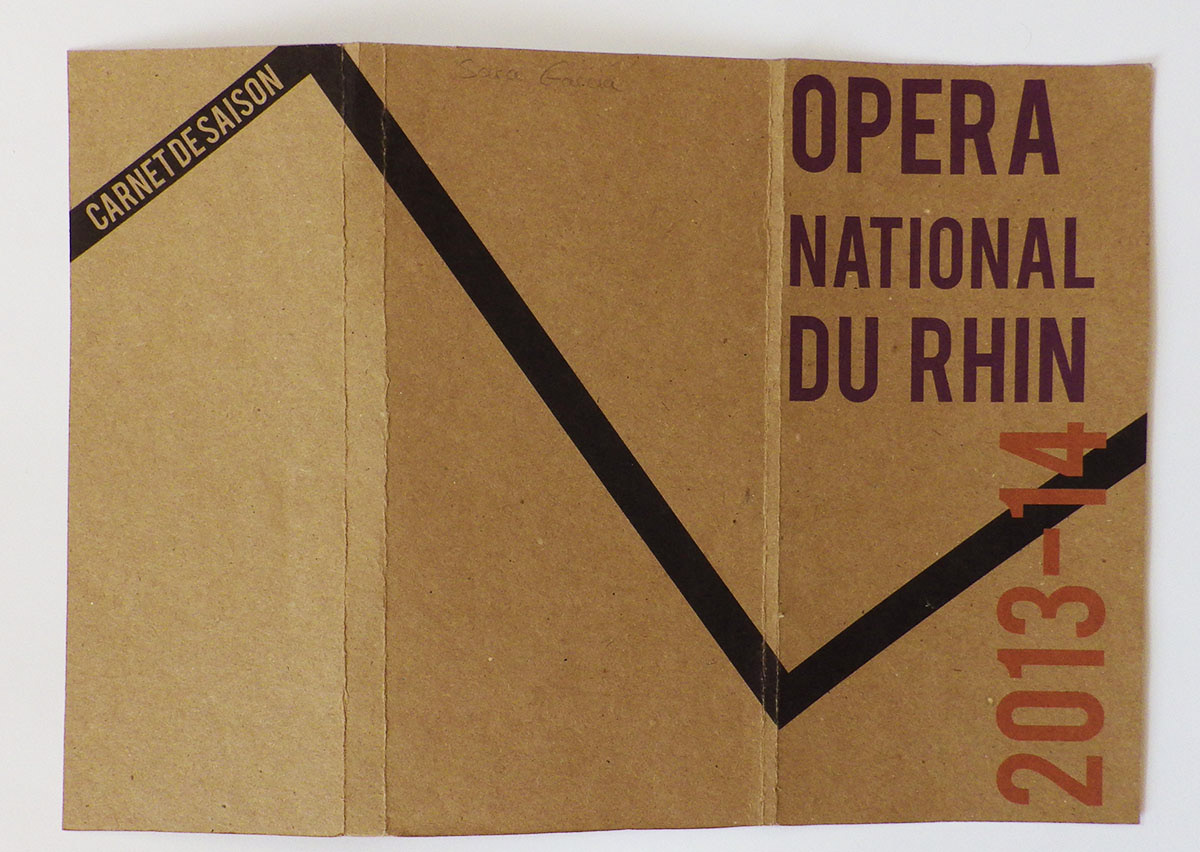 CARNET DE SAISON
OPERA
NATIONAL
DU RHIN
2013-14